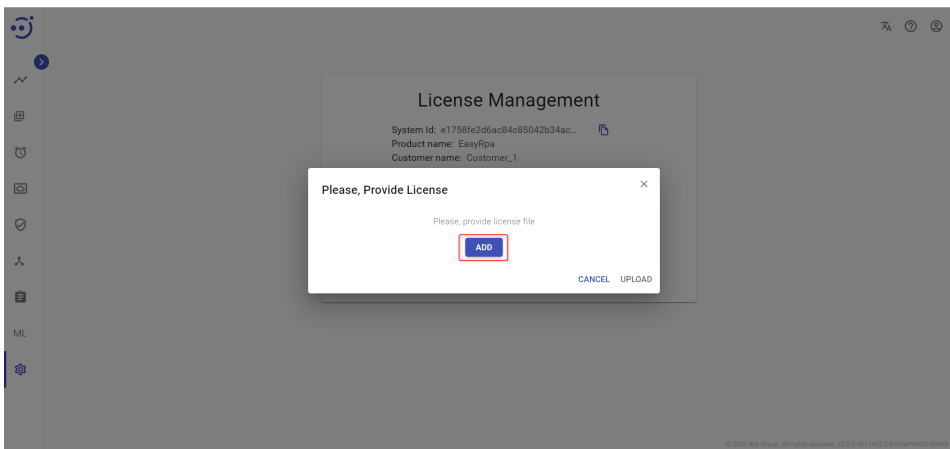 License Management
System Id: e1758fe2d6ac84c85042b34ac...
Product name: EasyRpa
Customer name: Customer_1
Please, Provide License
Please, provide license file
ADD
CANCEL UPLOAD
ML